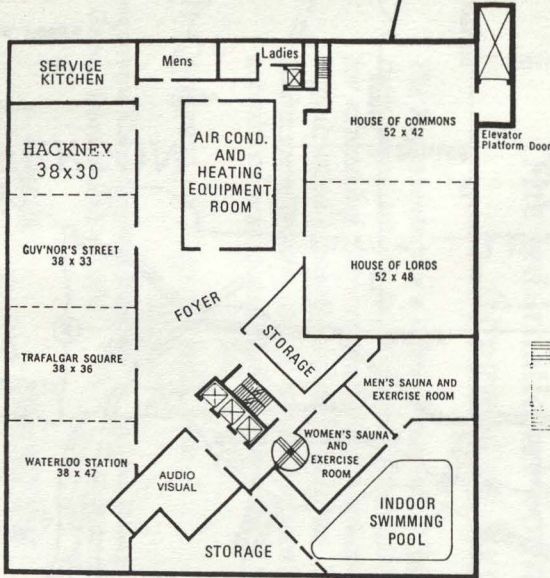 SERVICE
KITCHEN
Mens
Ladies
HACKNEY
38x30
AIR COND.
AND
HEATING
EQUIPMENT
ROOM
HOUSE OF COMMONS
52 x 42
Elevator
Platform Door
GUV'NOR'S STREET
38 x 33
HOUSE OF LORDS
52 x 48
FOYER
STORAGE
TRAFALGAR SQUARE
38 x 36
MEN'S SAUNA AND
EXERCISE ROOM
WOMEN'S SAUNA
AND
EXERCISE
ROOM
WATERLOO STATION
38 x 47
AUDIO
VISUAL
INDOOR
SWIMMING
POOL
STORAGE